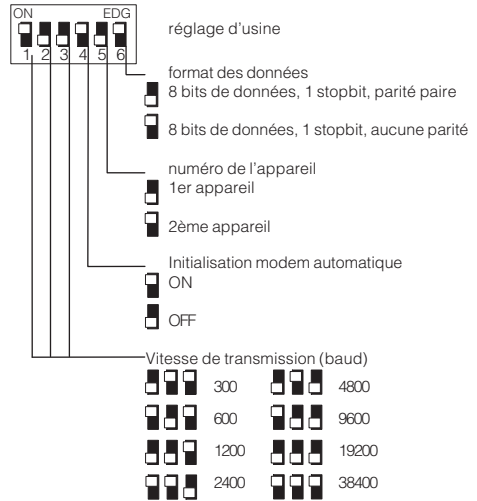 ON EDG
1 2 3 4 5 6
réglage d'usine
format des données
8 bits de données, 1 stopbit, parité paire
8 bits de données, 1 stopbit, aucune parité
numéro de l'appareil
1er appareil
2ème appareil
Initialisation modem automatique
ON
OFF
Vitesse de transmission (baud)
300 4800
600 9600
1200 19200
2400 38400